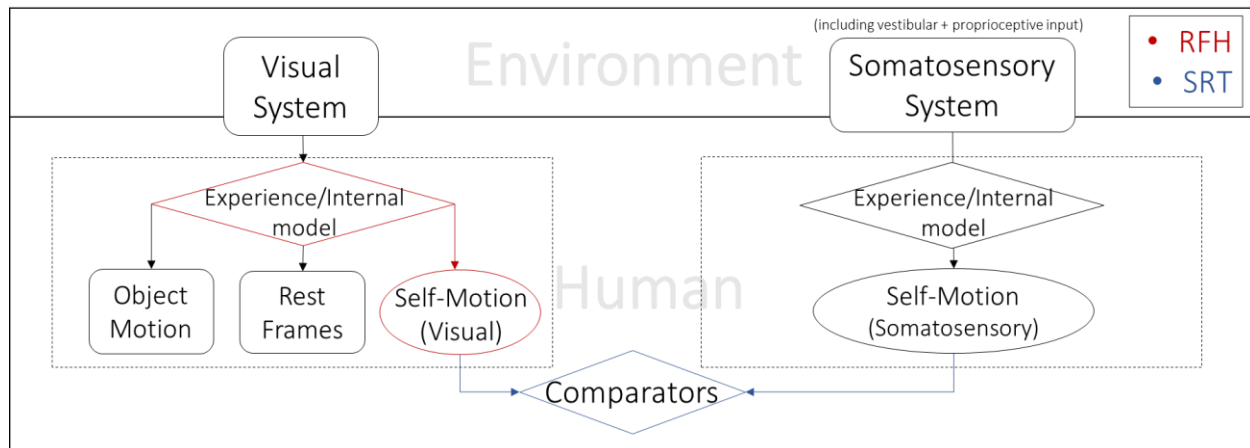 (including vestibular + proprioceptive input)
Visual
System
Environment
Somatosensory
System
• RFH
• SRT
Experience/Internal
model
Experience/Internal
model
Object
Motion
Rest
Frames
Self-Motion
(Visual)
Human
Self-Motion
(Somatosensory)
Comparators